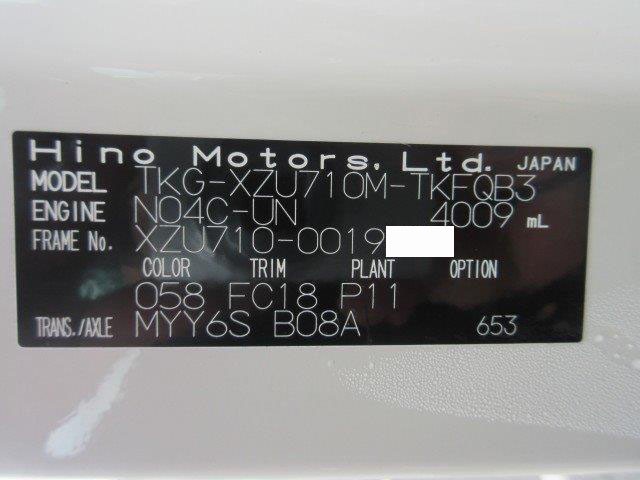 Hino Motors, Ltd. JAPAN
MODEL TKG-XZU710M-TKFQB3
ENGINE N04C-UN 4009 mL
FRAME No. XZU710-0019
COLOR TRIM PLANT OPTION
058 FC18 P11
TRANS./AXLE MYY6S B08A 653